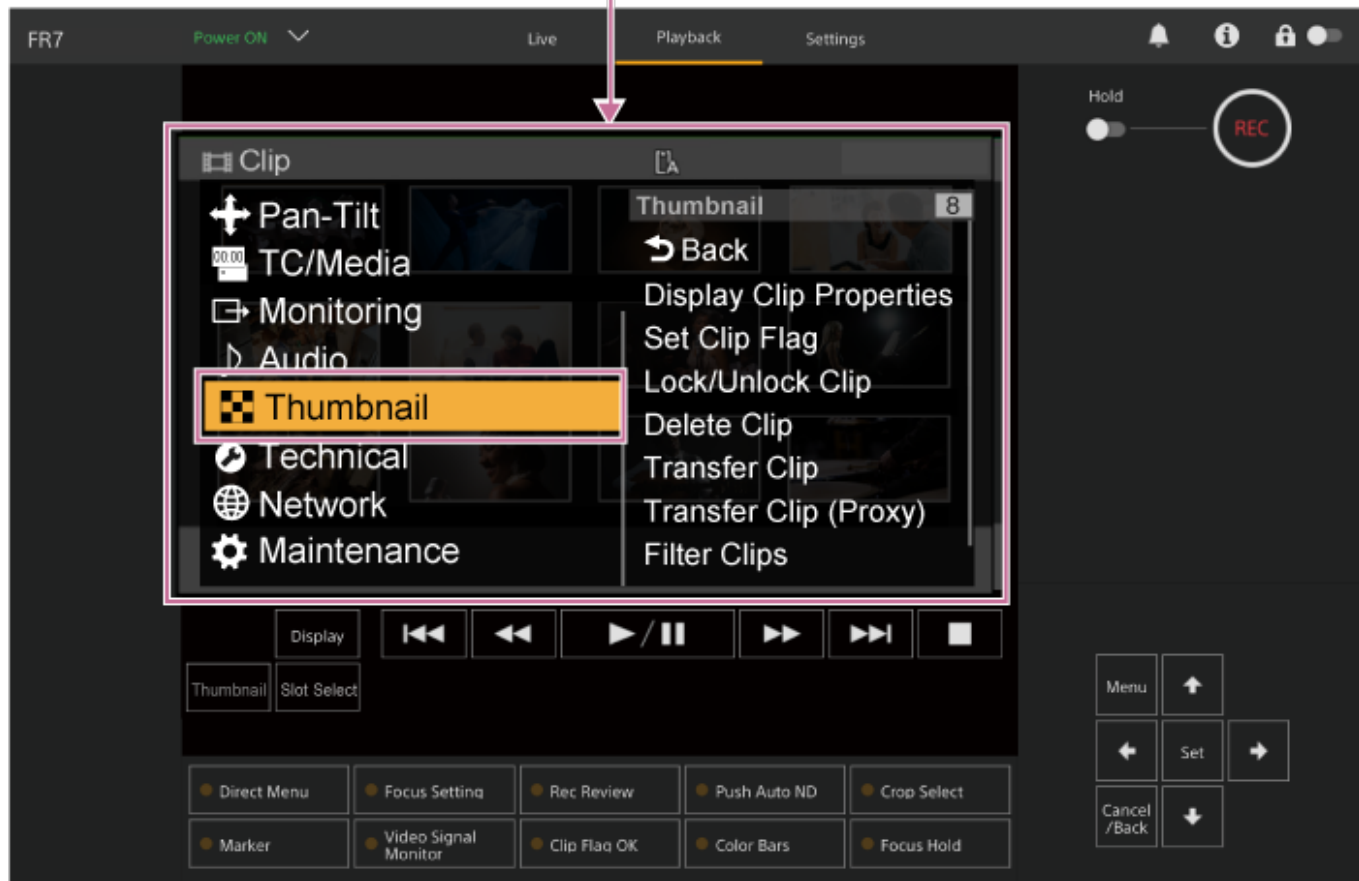 FR7
Power ON
Live
Playback
Settings
Hold
REC
Clip
A
Pan-Tilt
00:00
TC/Media
Monitoring
Audio
Thumbnail
Technical
Network
Maintenance
Thumbnail 8
Back
Display Clip Properties
Set Clip Flag
Lock/Unlock Clip
Delete Clip
Transfer Clip
Transfer Clip (Proxy)
Filter Clips
Display
Thumbnail
Slot Select
Menu
Set
Cancel
/Back
Direct Menu
Focus Setting
Rec Review
Push Auto ND
Crop Select
Marker
Video Signal
Monitor
Clip Flag OK
Color Bars
Focus Hold